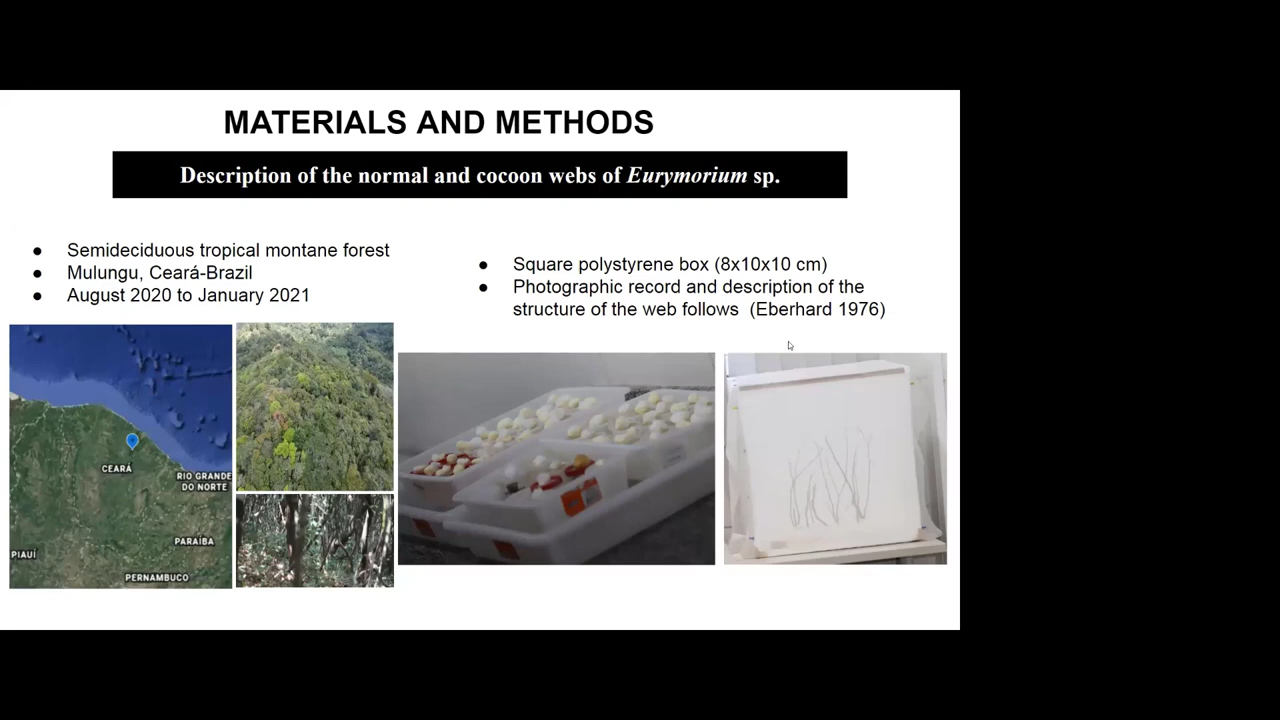 MATERIALS AND METHODS
Description of the normal and cocoon webs of Eurymorium sp.
● Semideciduous tropical montane forest
● Mulungu, Ceará-Brazil
● August 2020 to January 2021
● Square polystyrene box (8x10x10 cm)
● Photographic record and description of the
structure of the web follows (Eberhard 1976)
CEARÁ
RIO GRANDE
DO NORTE
PARAÍBA
PIAUÍ
PERNAMBUCO